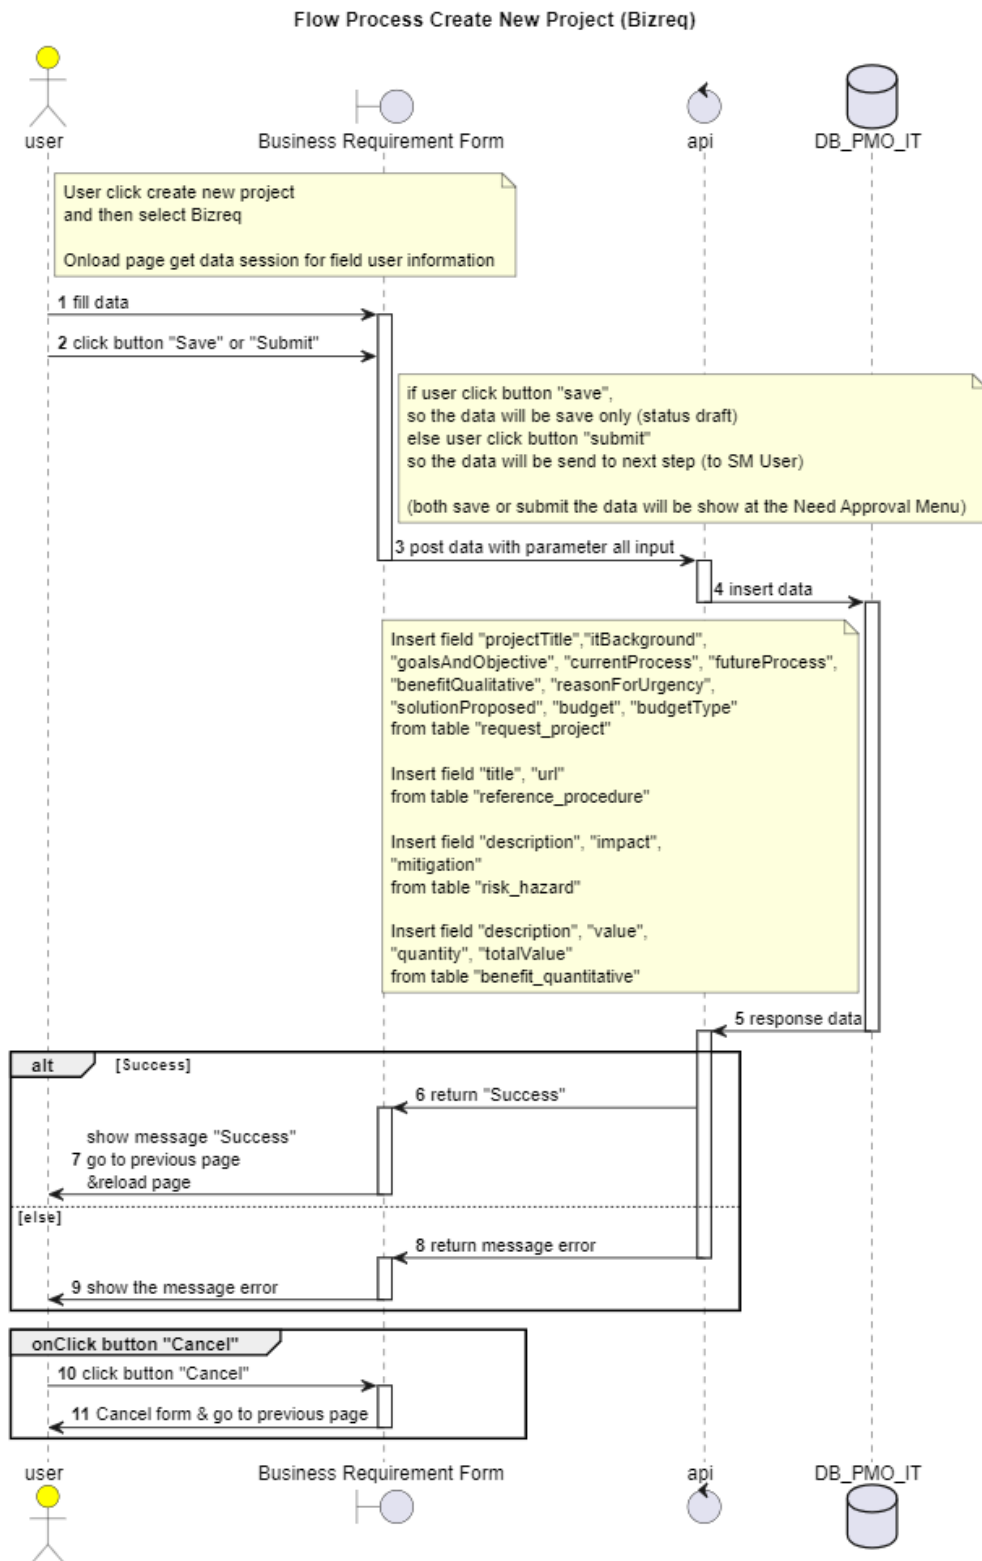 Flow Process Create New Project (Bizreq)
user
Business Requirement Form
api
DB_PMO_IT
User click create new project
and then select Bizreq
Onload page get data session for field user information
1 fill data
2 click button "Save" or "Submit"
if user click button "save",
so the data will be save only (status draft)
else user click button "submit"
so the data will be send to next step (to SM User)
(both save or submit the data will be show at the Need Approval Menu)
3 post data with parameter all input
4 insert data
Insert field "projectTitle","itBackground",
"goalsAndObjective", "currentProcess", "futureProcess",
"benefitQualitative", "reasonForUrgency",
"solutionProposed", "budget", "budgetType"
from table "request_project"
Insert field "title", "url"
from table "reference_procedure"
Insert field "description", "impact",
"mitigation"
from table "risk_hazard"
Insert field "description", "value",
"quantity", "totalValue"
from table "benefit_quantitative"
5 response data
alt [Success]
6 return "Success"
show message "Success"
7 go to previous page
&reload page
[else]
8 return message error
9 show the message error
onClick button "Cancel"
10 click button "Cancel"
11 Cancel form & go to previous page
user
Business Requirement Form
api
DB_PMO_IT